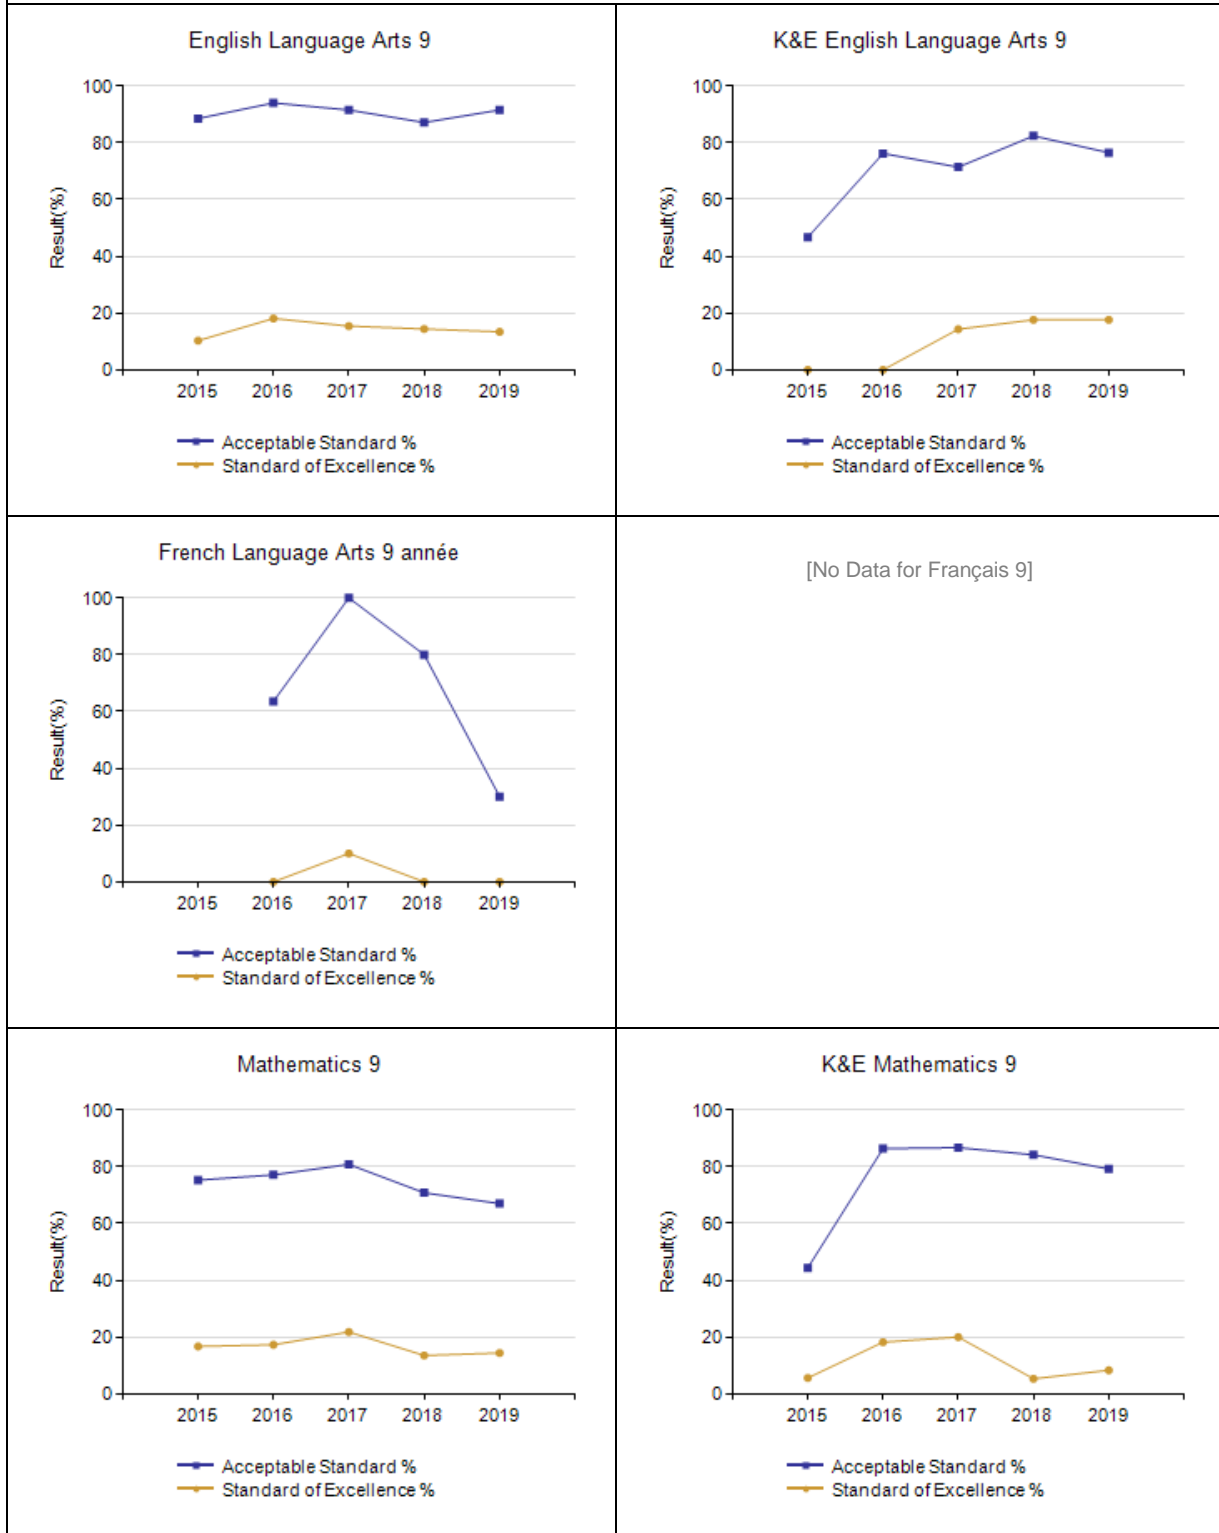 English Language Arts 9
100
80
60
40
20
0
Result(%)
2015 2016 2017 2018 2019
Acceptable Standard %
Standard of Excellence %
K&E English Language Arts 9
100
80
60
40
20
0
Result(%)
2015 2016 2017 2018 2019
Acceptable Standard %
Standard of Excellence %
French Language Arts 9 année
100
80
60
40
20
0
Result(%)
2015 2016 2017 2018 2019
Acceptable Standard %
Standard of Excellence %
[No Data for Français 9]
Mathematics 9
100
80
60
40
20
0
Result(%)
2015 2016 2017 2018 2019
Acceptable Standard %
Standard of Excellence %
K&E Mathematics 9
100
80
60
40
20
0
Result(%)
2015 2016 2017 2018 2019
Acceptable Standard %
Standard of Excellence %